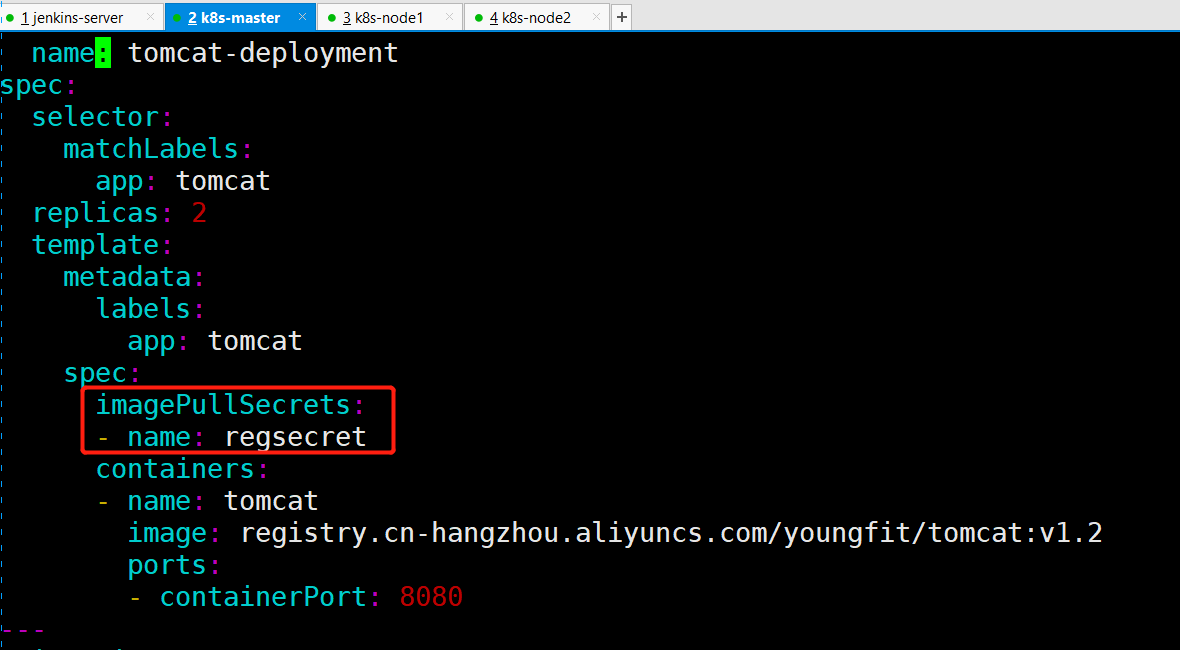 1 jenkins-server × 2 k8s-master × 3 k8s-node1 × 4 k8s-node2 × +
  name: tomcat-deployment
spec:
  selector:
    matchLabels:
      app: tomcat
  replicas: 2
  template:
    metadata:
      labels:
        app: tomcat
    spec:
      imagePullSecrets:
      - name: regsecret
      containers:
      - name: tomcat
        image: registry.cn-hangzhou.aliyuncs.com/youngfit/tomcat:v1.2
        ports:
        - containerPort: 8080
---